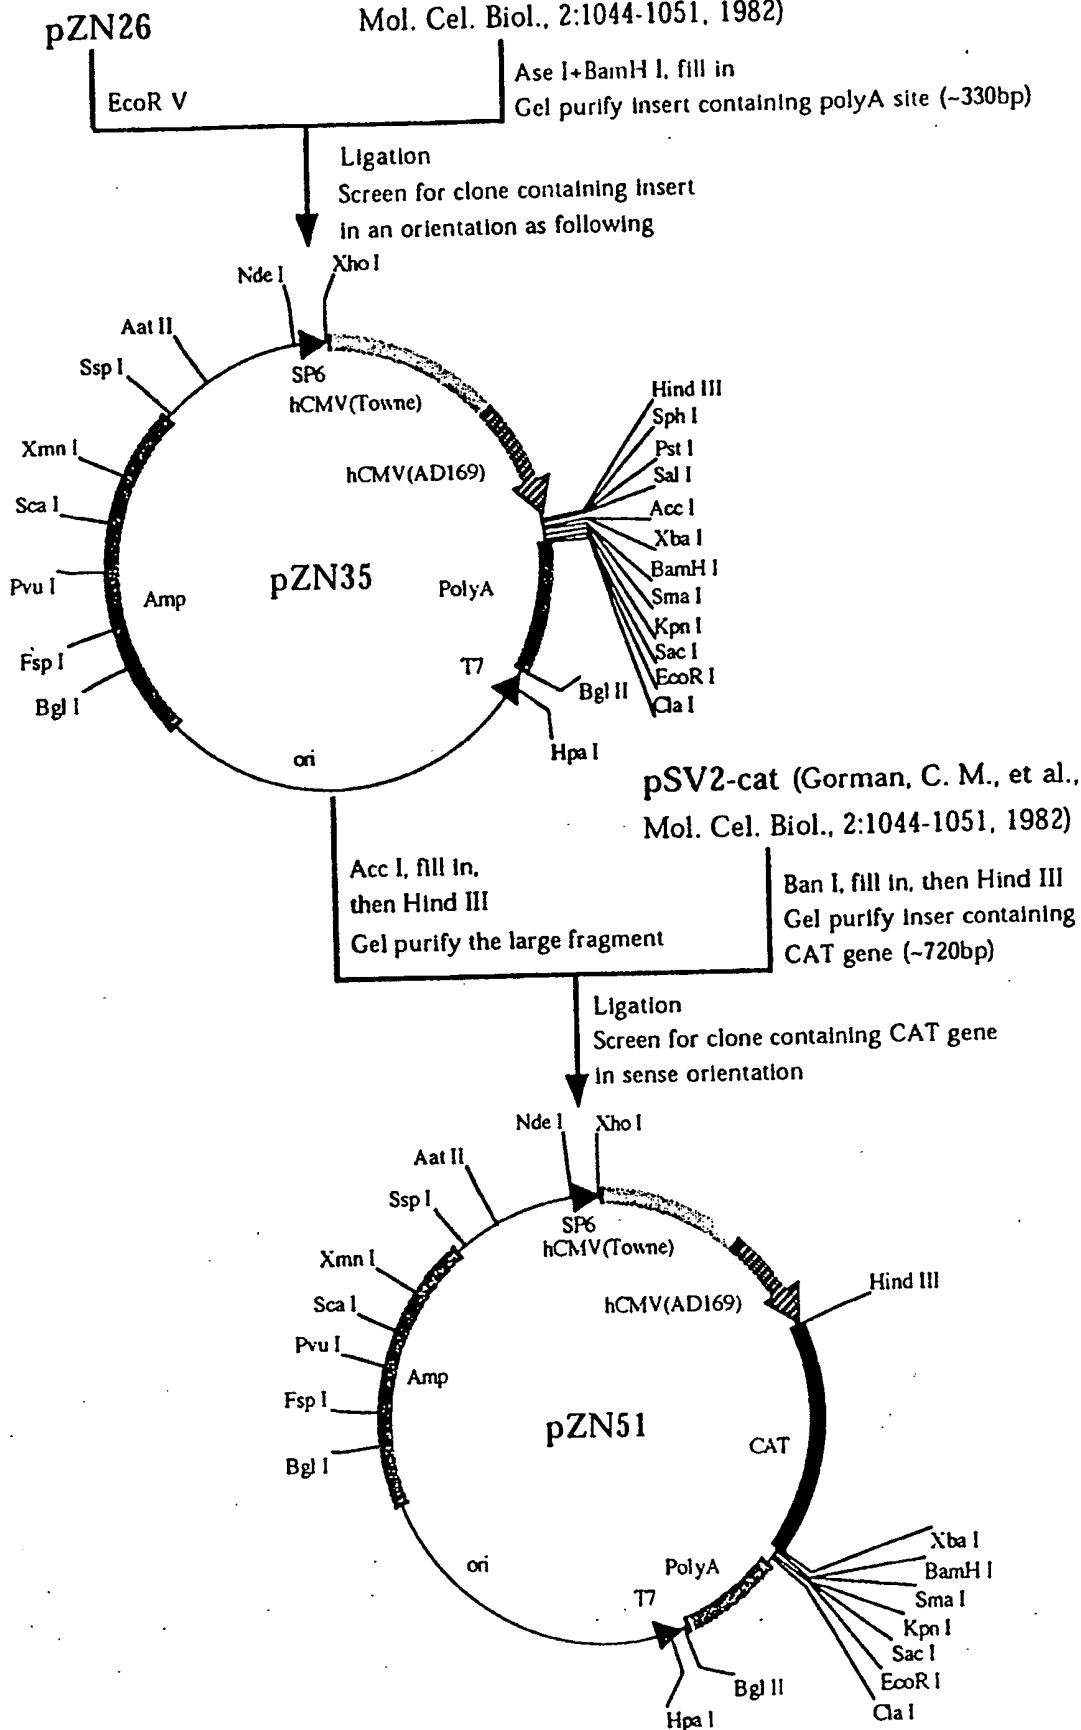 pZN26
Mol. Cel. Biol., 2:1044-1051, 1982)
EcoR V
Ase I+BamH I, fill in
Gel purify insert containing polyA site (~330bp)
Ligation
Screen for clone containing insert
in an orientation as following
Nde I
Xho I
Aat II
Ssp I
Xmn I
Sca I
Pvu I
Fsp I
Bgl I
SP6
hCMV(Towne)
hCMV(AD169)
Amp
pZN35
PolyA
T7
ori
Hind III
Sph I
Pst I
Sal I
Acc I
Xba I
BamH I
Sma I
Kpn I
Sac I
EcoR I
Cla I
Bgl II
Hpa I
pSV2-cat (Gorman, C. M., et al.,
Mol. Cel. Biol., 2:1044-1051, 1982)
Acc I, fill in,
then Hind III
Gel purify the large fragment
Ban I, fill in, then Hind III
Gel purify inser containing
CAT gene (~720bp)
Ligation
Screen for clone containing CAT gene
in sense orientation
Nde I
Xho I
Aat II
Ssp I
Xmn I
Sca I
Pvu I
Fsp I
Bgl I
SP6
hCMV(Towne)
hCMV(AD169)
Hind III
Amp
pZN51
CAT
ori
PolyA
T7
Xba I
BamH I
Sma I
Kpn I
Sac I
EcoR I
Cla I
Bgl II
Hpa I